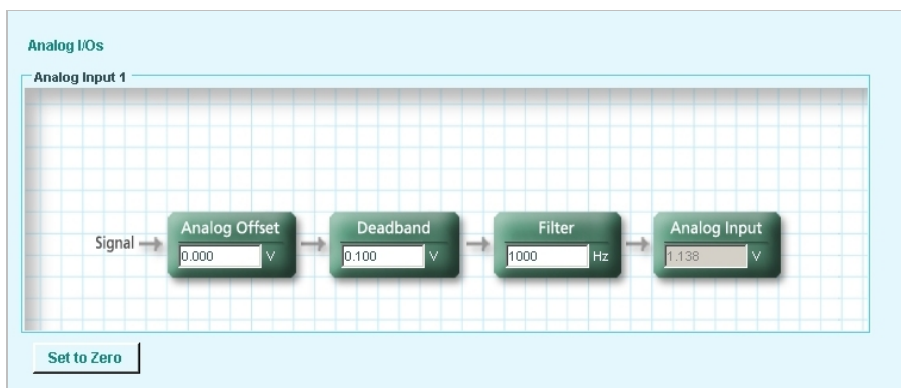 Analog I/Os
Analog Input 1
Signal
Analog Offset
0.000 V
Deadband
0.100 V
Filter
1000 Hz
Analog Input
1.138 V
Set to Zero